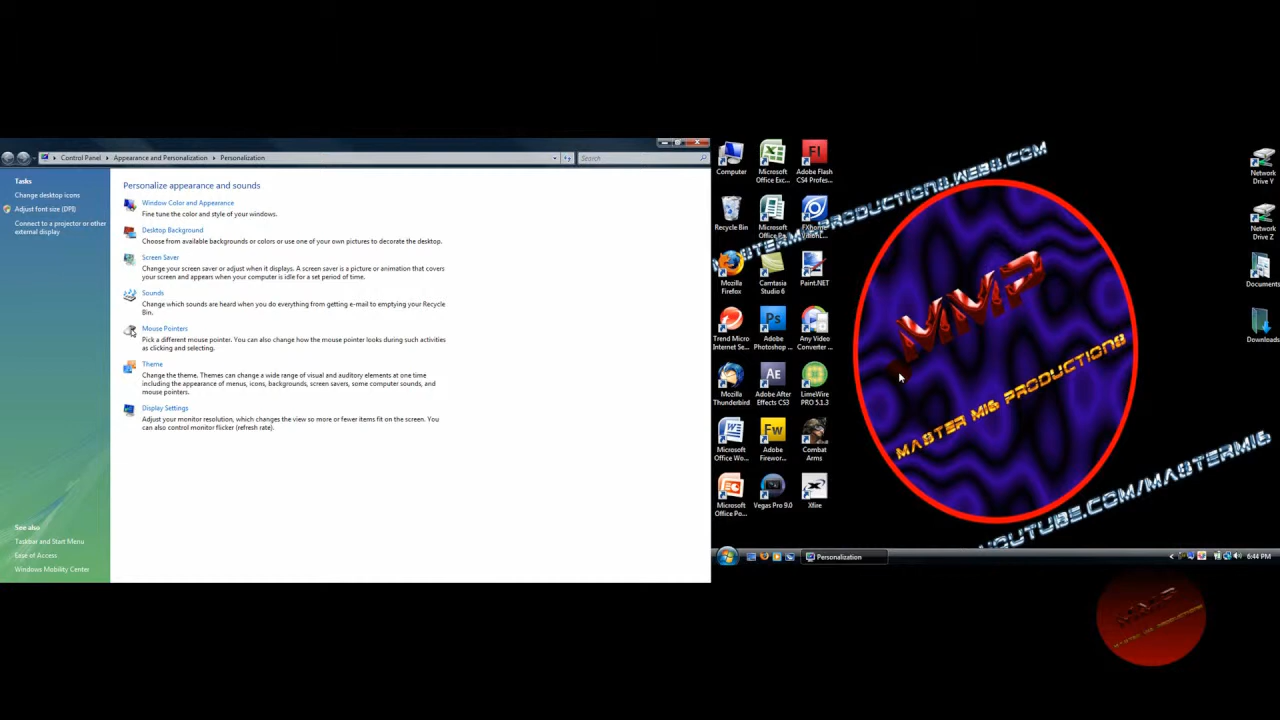 Control Panel
Appearance and Personalization
Personalization
Search
Tasks
Change desktop icons
Adjust font size (DPI)
Connect to a projector or other
external display
See also
Taskbar and Start Menu
Ease of Access
Windows Mobility Center
Personalize appearance and sounds
Window Color and Appearance
Fine tune the color and style of your windows.
Desktop Background
Choose from available backgrounds or colors or use one of your own pictures to decorate the desktop.
Screen Saver
Change your screen saver or adjust when it displays. A screen saver is a picture or animation that covers
your screen and appears when your computer is idle for a set period of time.
Sounds
Change which sounds are heard when you do everything from getting e-mail to emptying your Recycle
Bin.
Mouse Pointers
Pick a different mouse pointer. You can also change how the mouse pointer looks during such activities
as clicking and selecting.
Theme
Change the theme. Themes can change a wide range of visual and auditory elements at one time
including the appearance of menus, icons, backgrounds, screen savers, some computer sounds, and
mouse pointers.
Display Settings
Adjust your monitor resolution, which changes the view so more or fewer items fit on the screen. You
can also control monitor flicker (refresh rate).
Computer
Microsoft
Office Exc...
Adobe Flash
CS4 Profes...
Recycle Bin
Microsoft
Mozilla
Firefox
Camtasia
Studio 6
Paint.NET
Trend Micro
Internet Se...
Adobe
Photoshop ...
Any Video
Converter ...
Mozilla
Thunderbird
Adobe After
Effects CS3
LimeWire
PRO 5.1.3
Microsoft
Office Wo...
Adobe
Firewor...
Combat
Arms
Microsoft
Office Po...
Vegas Pro 9.0
Xfire
MMP
MASTER MI6 PRODUCTIONS
Network
Drive Y
Network
Drive Z
Documents
Downloads
Personalization
6:44 PM